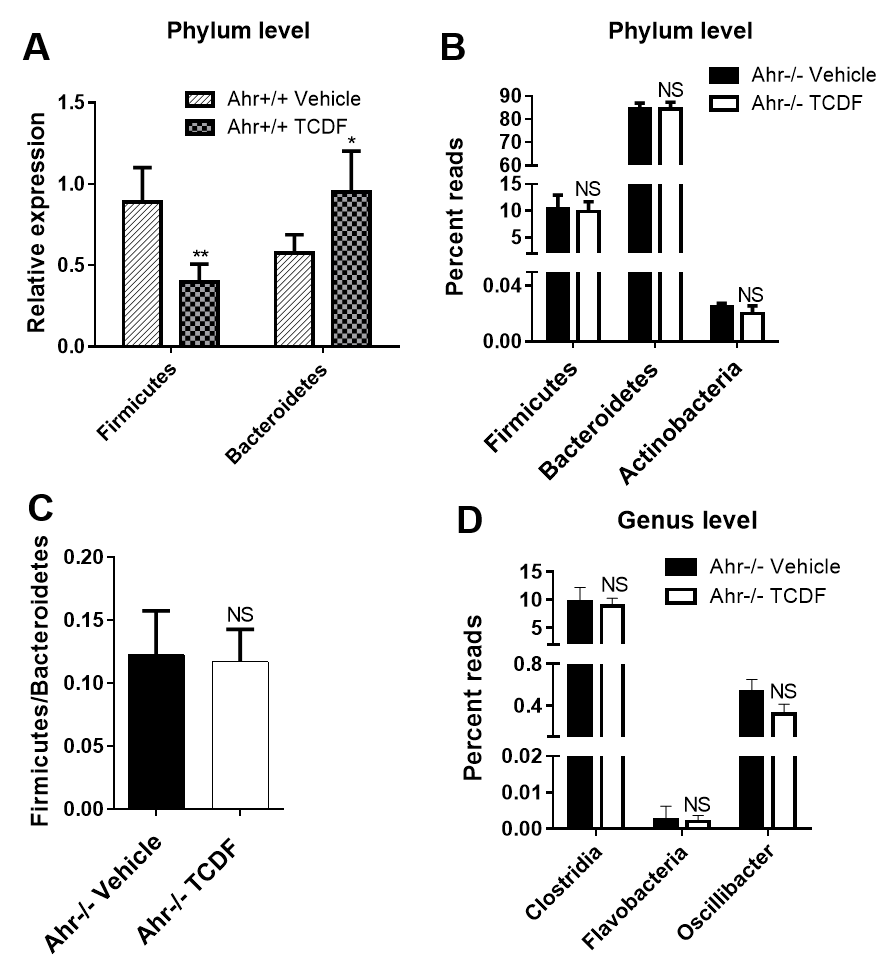 A
Phylum level
Ahr+/+ Vehicle
Ahr+/+ TCDF
Relative expression
1.5
1.0
0.5
0.0
**
*
Firmicutes
Bacteroidetes
B
Phylum level
Ahr-/- Vehicle
Ahr-/- TCDF
Percent reads
90
80
70
60
15
10
5
0.04
0.00
NS
NS
NS
Firmicutes
Bacteroidetes
Actinobacteria
C
Firmicutes/Bacteroidetes
0.20
0.15
0.10
0.05
0.00
NS
Ahr-/- Vehicle
Ahr-/- TCDF
D
Genus level
Ahr-/- Vehicle
Ahr-/- TCDF
Percent reads
15
10
5
0.8
0.4
0.02
0.01
0.00
NS
NS
NS
Clostridia
Flavobacteria
Oscillibacter